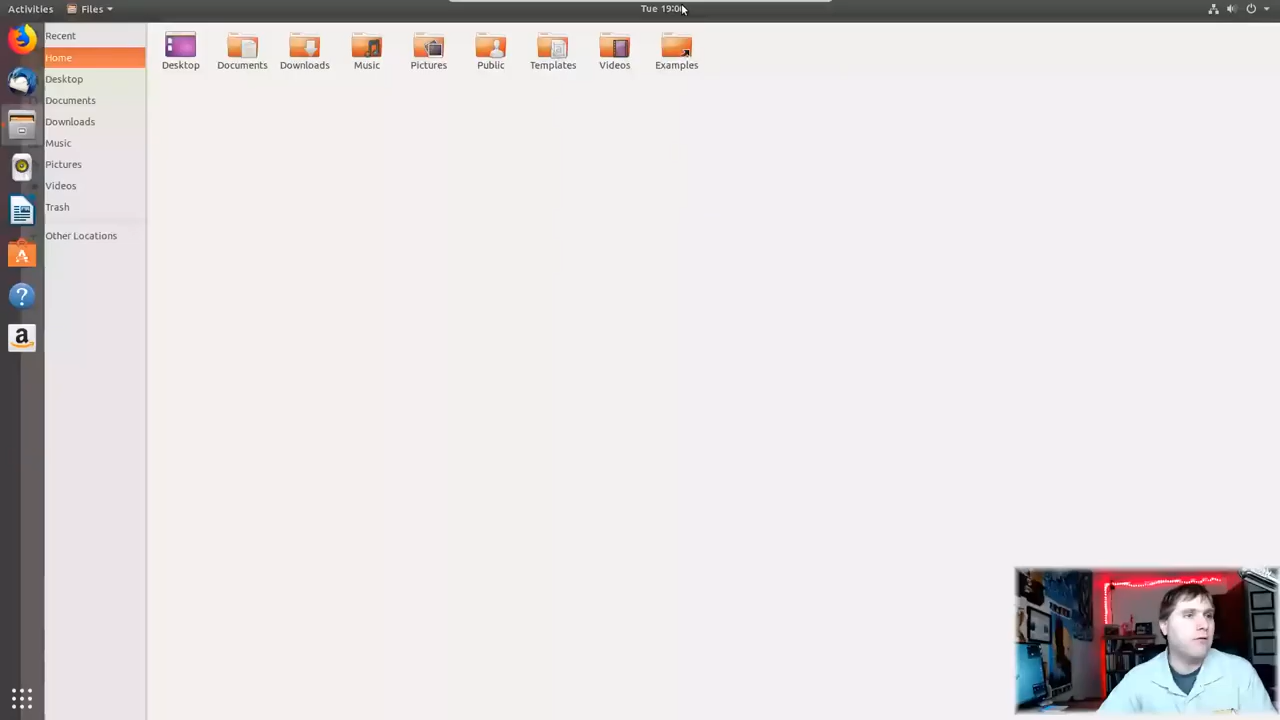 Activities Files Tue 19:0
Recent
Home
Desktop
Documents
Downloads
Music
Pictures
Videos
Trash
Other Locations
Desktop Documents Downloads Music Pictures Public Templates Videos Examples